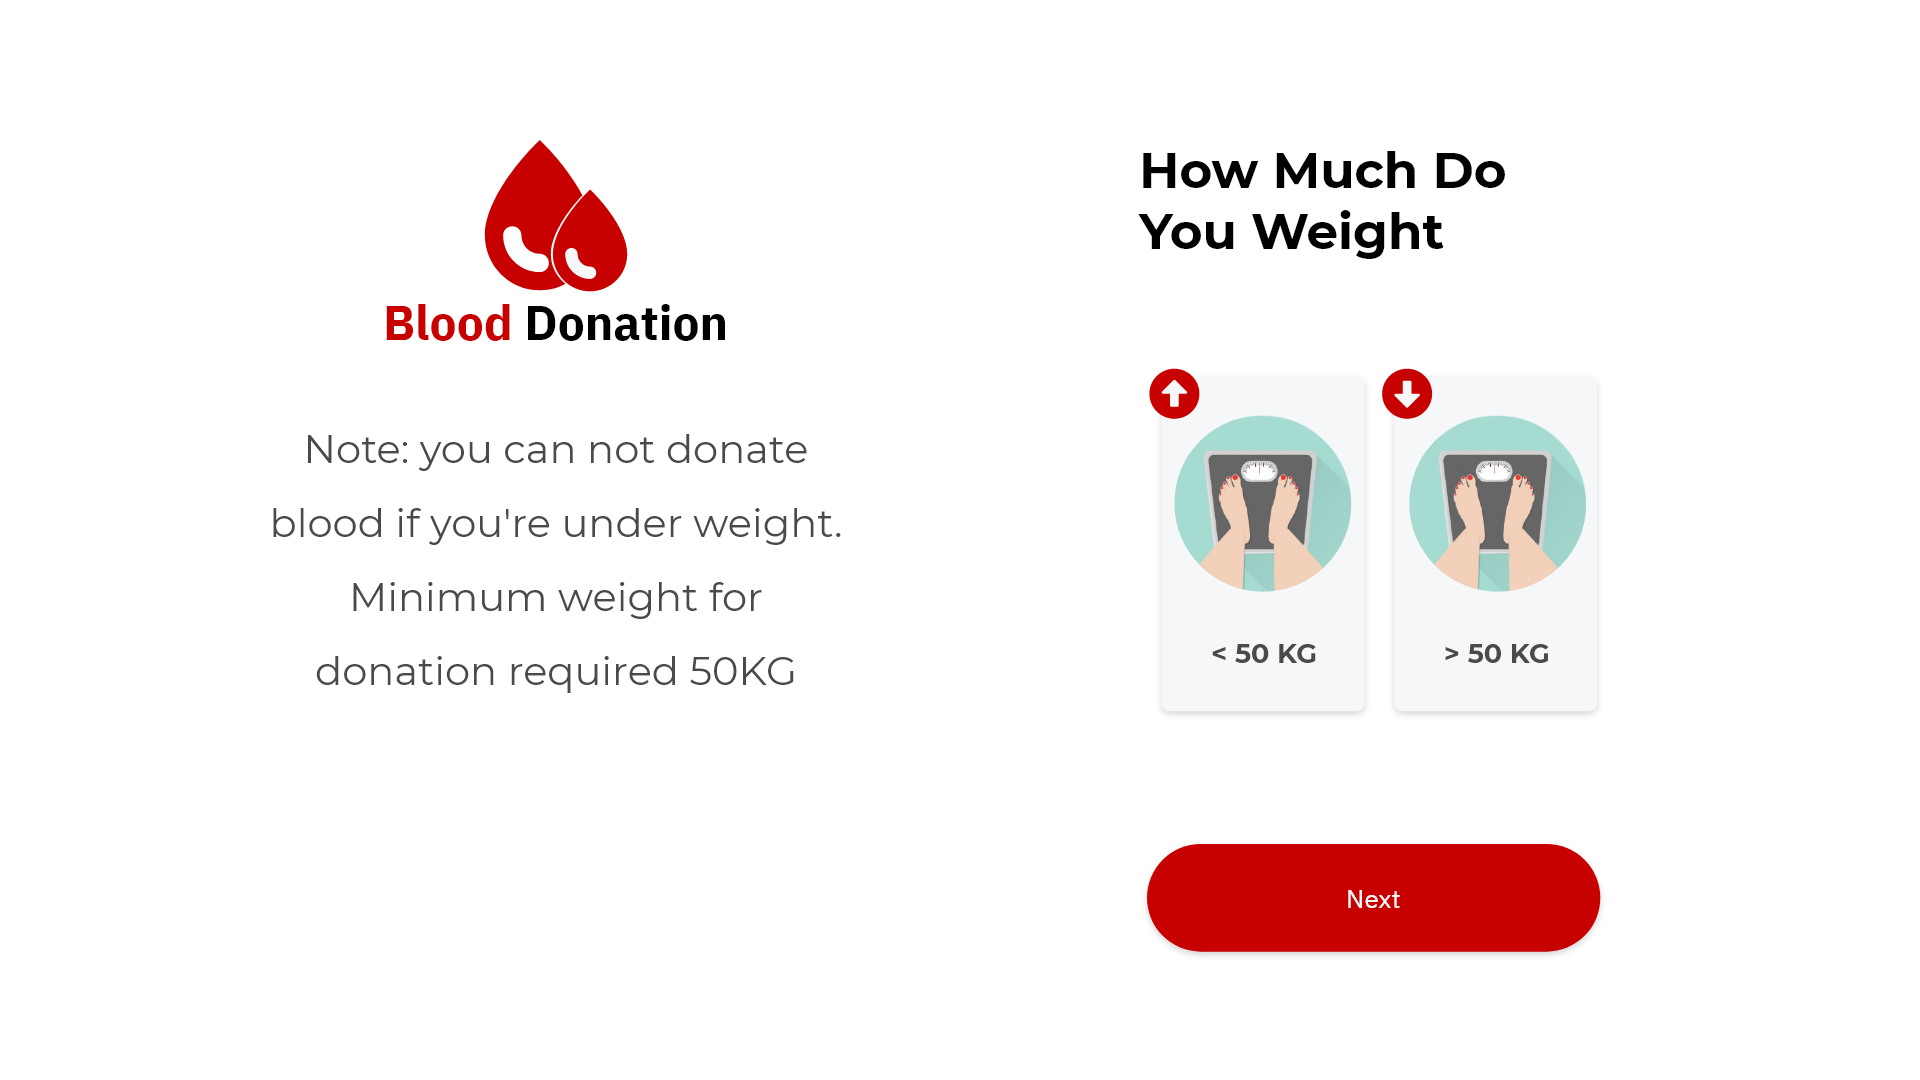 Blood Donation
Note: you can not donate
blood if you're under weight.
Minimum weight for
donation required 50KG
How Much Do
You Weight
< 50 KG
> 50 KG
Next